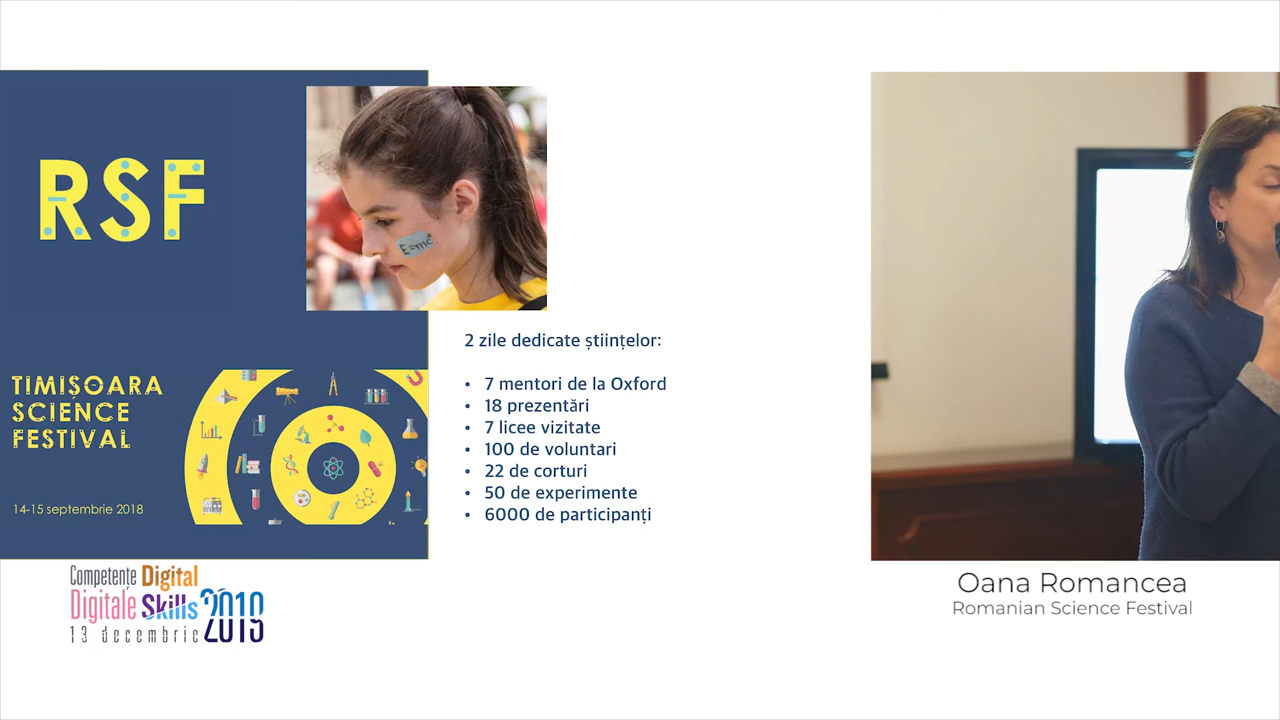 RSF
E=mc²
TIMIȘOARA
SCIENCE
FESTIVAL
14-15 septembrie 2018
2 zile dedicate științelor:
• 7 mentori de la Oxford
• 18 prezentări
• 7 licee vizitate
• 100 de voluntari
• 22 de corturi
• 50 de experimente
• 6000 de participanți
Competențe Digital
Digitale Skills 2019
13 decembrie
Oana Romancea
Romanian Science Festival